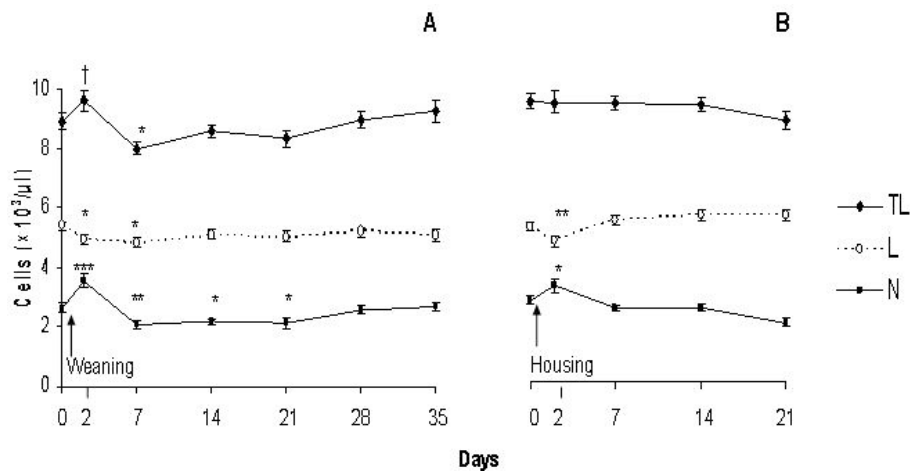 A
B
Cells (× 10³/µl)
10
8
6
4
2
0
†
*
*
*
***
**
*
*
Weaning
0 2 7 14 21 28 35
**
*
Housing
0 2 7 14 21
Days
TL
L
N